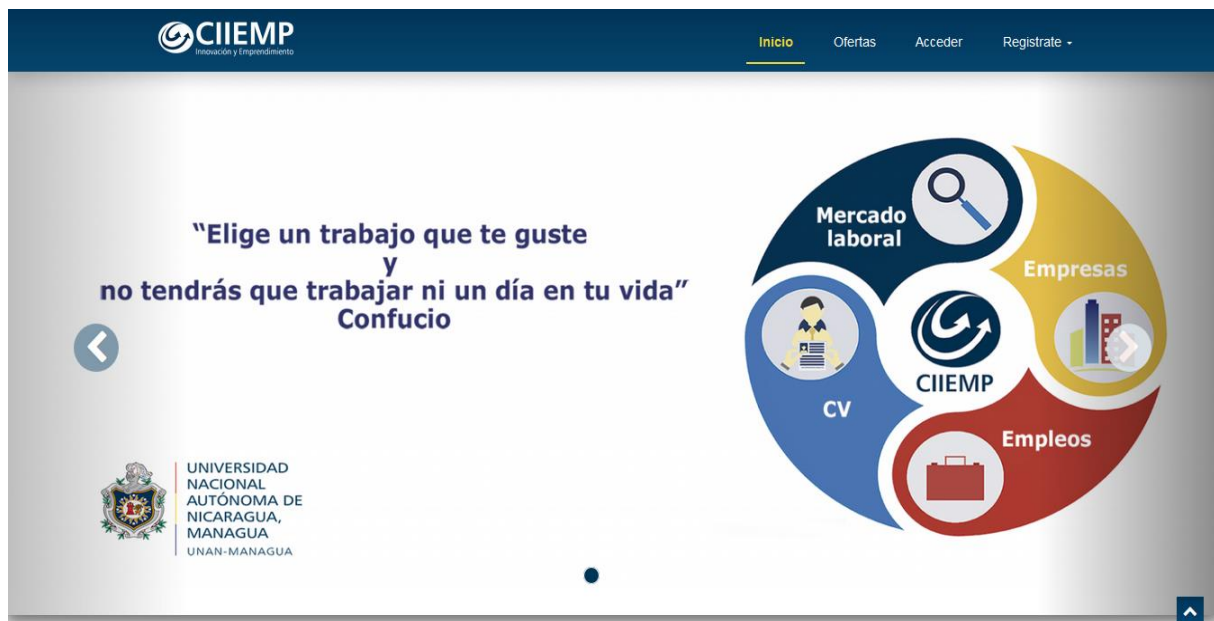 CIIEMP
Innovación y Emprendimiento
Inicio
Ofertas
Acceder
Registrate
"Elige un trabajo que te guste
y
no tendrás que trabajar ni un día en tu vida"
Confucio
Mercado
laboral
Empresas
CIIEMP
CV
Empleos
UNIVERSIDAD
NACIONAL
AUTÓNOMA DE
NICARAGUA,
MANAGUA
UNAN-MANAGUA